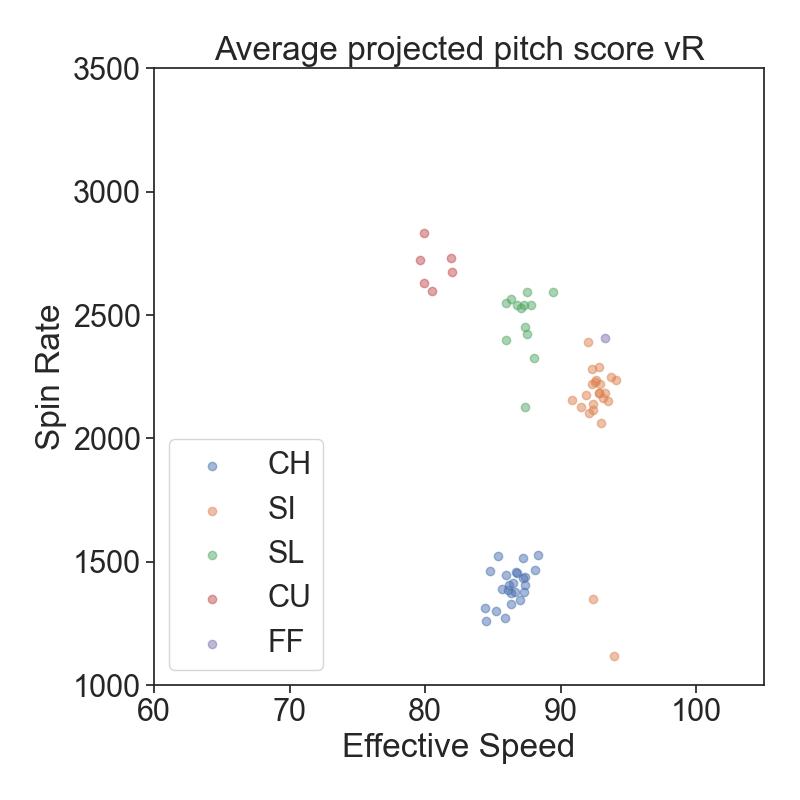 Average projected pitch score vR
3500
3000
2500
2000
1500
1000
Spin Rate
CH
SI
SL
CU
FF
60
70
80
90
100
Effective Speed